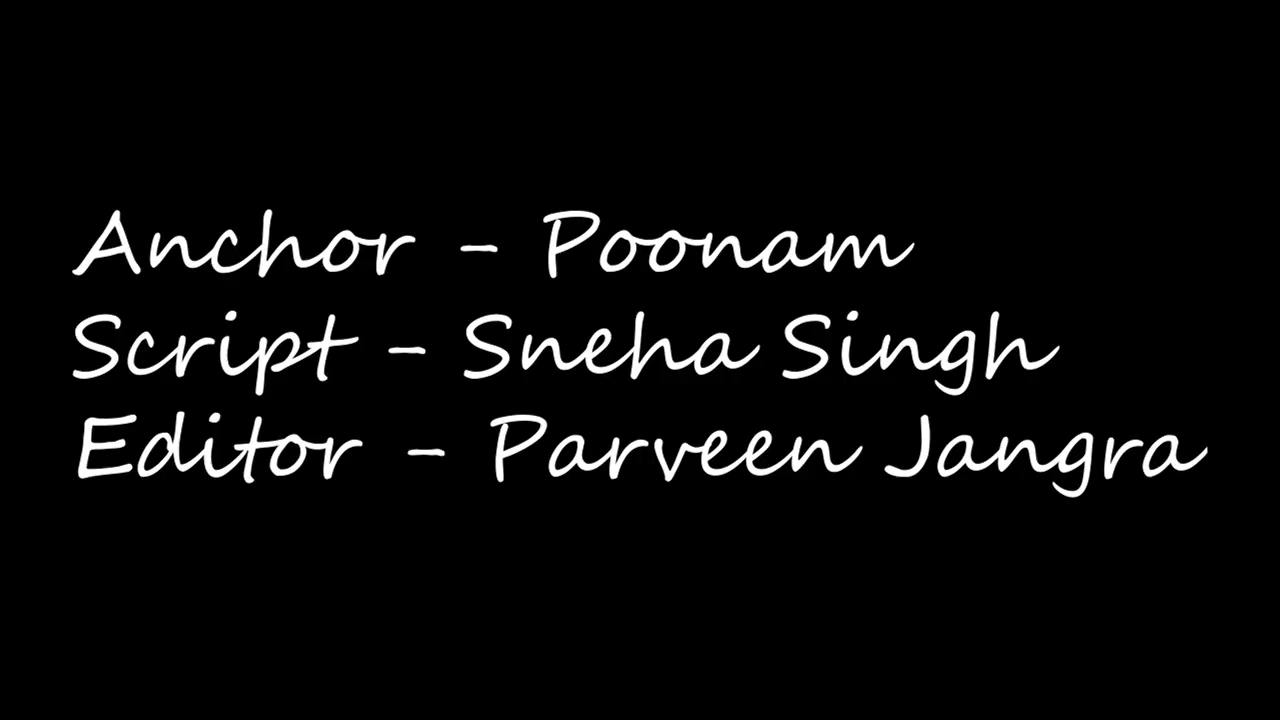 Anchor - Poonam
Script - Sneha Singh
Editor - Parveen Jangra